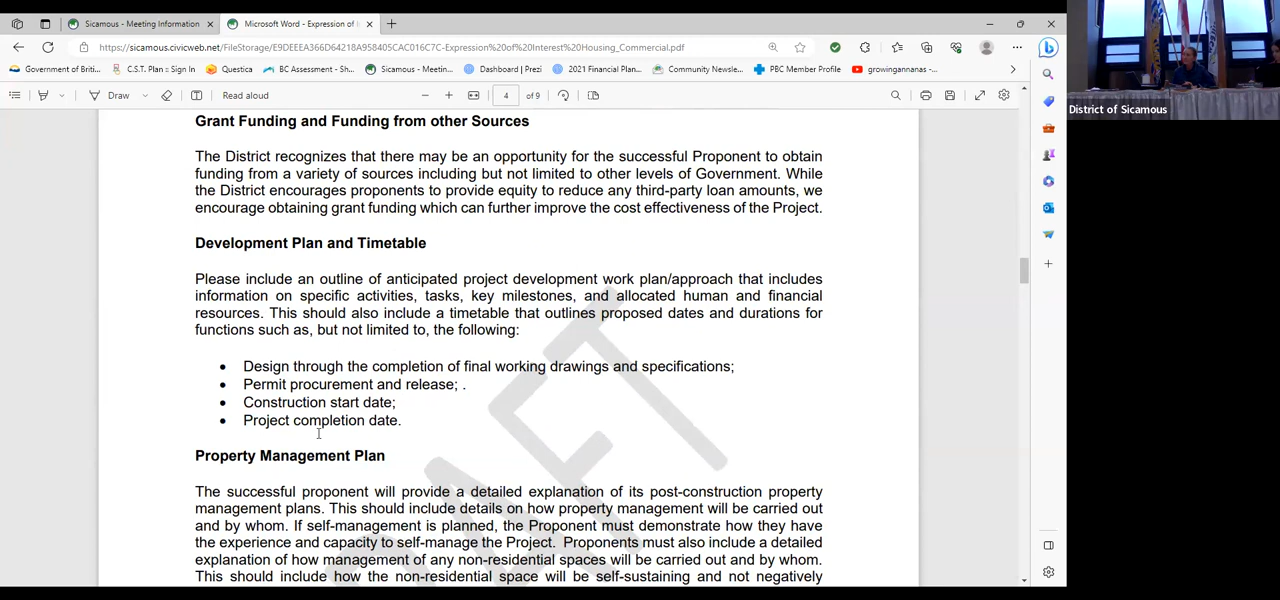 Sicamous - Meeting Information
Microsoft Word - Expression of I
https://sicamous.civicweb.net/FileStorage/E9DEEEA366D64218A958405CAC016C7C-Expression%20of%20Interest%20Housing_Commercial.pdf
Government of Briti...
C.S.T. Plan :: Sign In
Questica
BC Assessment - Sh...
Sicamous - Meetin...
Dashboard | Prezi
2021 Financial Plan...
Community Newsle...
PBC Member Profile
growingannanas -...
Draw
Read aloud
4 of 9
District of Sicamous
Grant Funding and Funding from other Sources
The District recognizes that there may be an opportunity for the successful Proponent to obtain
funding from a variety of sources including but not limited to other levels of Government. While
the District encourages proponents to provide equity to reduce any third-party loan amounts, we
encourage obtaining grant funding which can further improve the cost effectiveness of the Project.
Development Plan and Timetable
Please include an outline of anticipated project development work plan/approach that includes
information on specific activities, tasks, key milestones, and allocated human and financial
resources. This should also include a timetable that outlines proposed dates and durations for
functions such as, but not limited to, the following:
• Design through the completion of final working drawings and specifications;
• Permit procurement and release; .
• Construction start date;
• Project completion date.
Property Management Plan
The successful proponent will provide a detailed explanation of its post-construction property
management plans. This should include details on how property management will be carried out
and by whom. If self-management is planned, the Proponent must demonstrate how they have
the experience and capacity to self-manage the Project. Proponents must also include a detailed
explanation of how management of any non-residential spaces will be carried out and by whom.
This should include how the non-residential space will be self-sustaining and not negatively
DRAFT